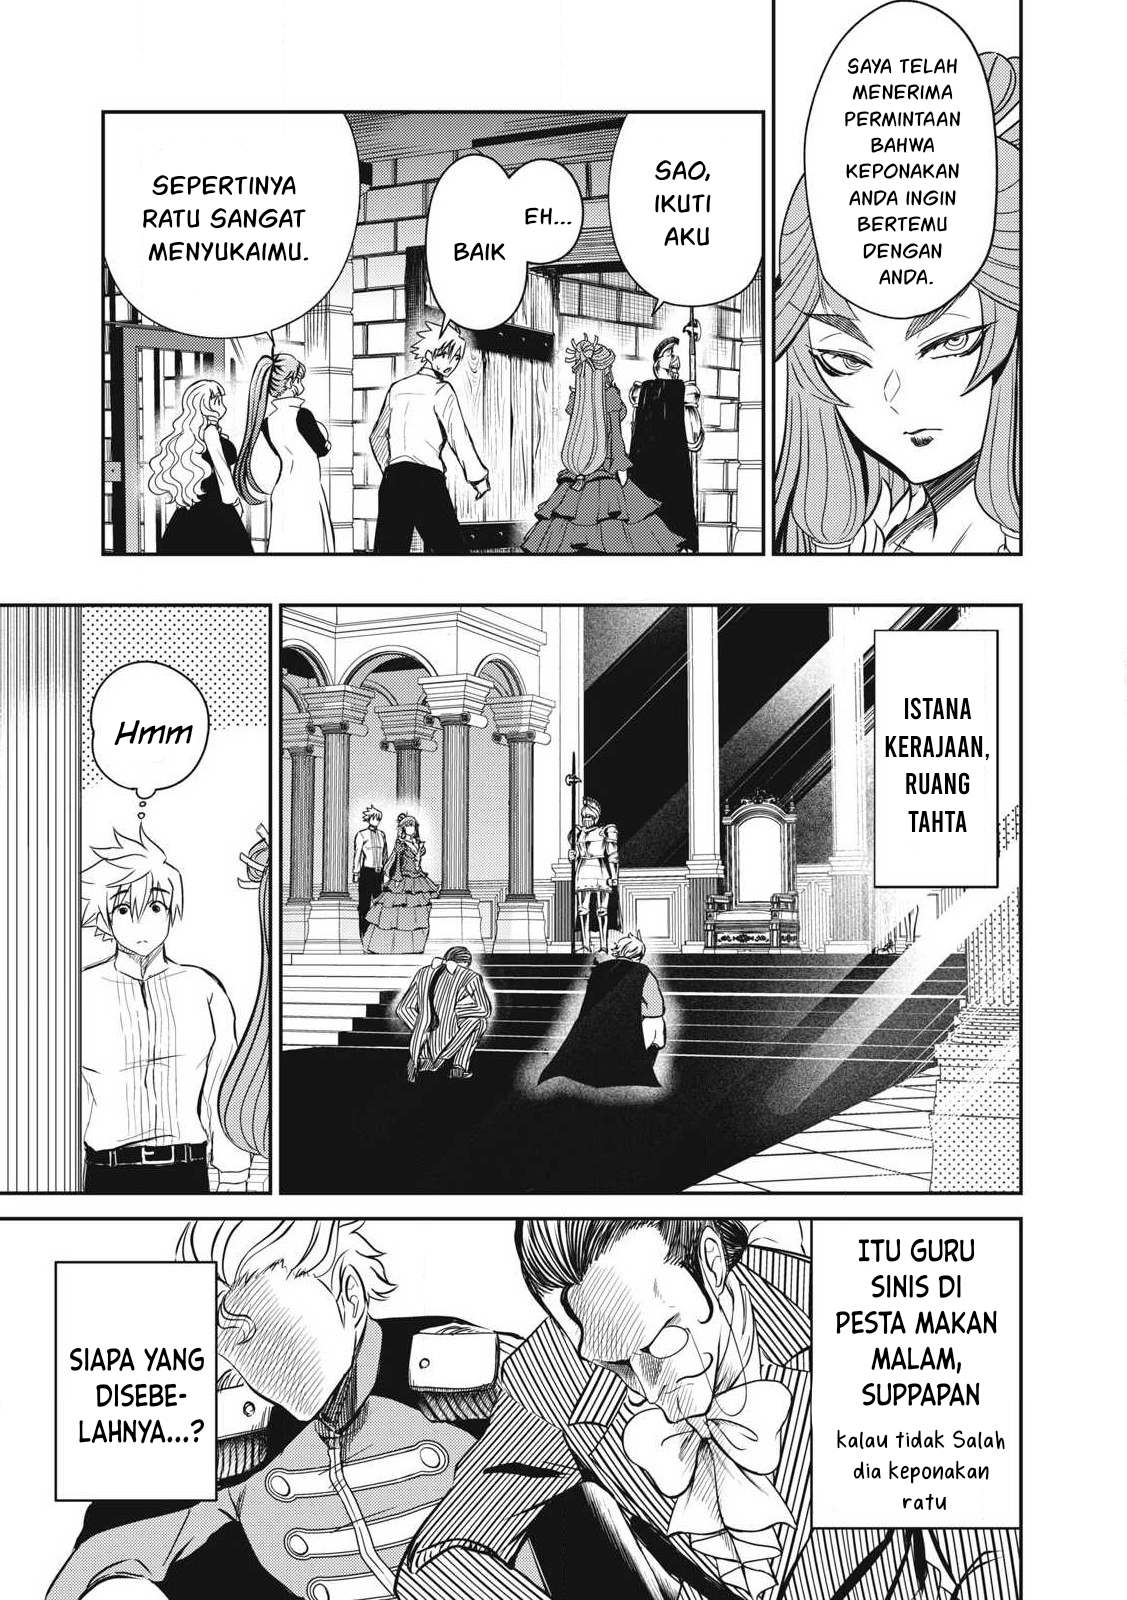 SAYA TELAH
MENERIMA
PERMINTAAN
BAHWA
KEPONAKAN
ANDA INGIN
BERTEMU
DENGAN
ANDA.
SAO,
IKUTI
AKU
EH...
BAIK
SEPERTINYA
RATU SANGAT
MENYUKAIMU.
ISTANA
KERAJAAN,
RUANG
TAHTA
Hmm
ITU GURU
SINIS DI
PESTA MAKAN
MALAM,
SUPPAPAN
kalau tidak Salah
dia keponakan
ratu
SIAPA YANG
DISEBE-
LAHNYA...?